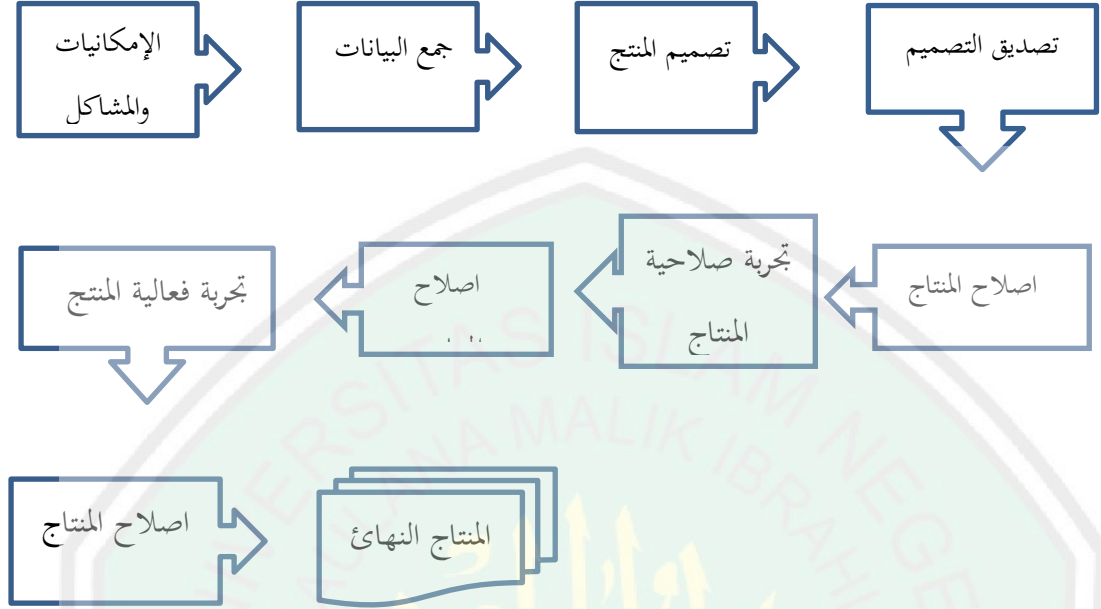 الإمكانيات
والمشاكل
جمع البيانات
تصميم المنتج
تصديق التصميم
اصلاح المنتاج
تجربة صلاحية
المنتاج
اصلاح
تجربة فعالية المنتج
اصلاح المنتاج
المنتاج النهائ